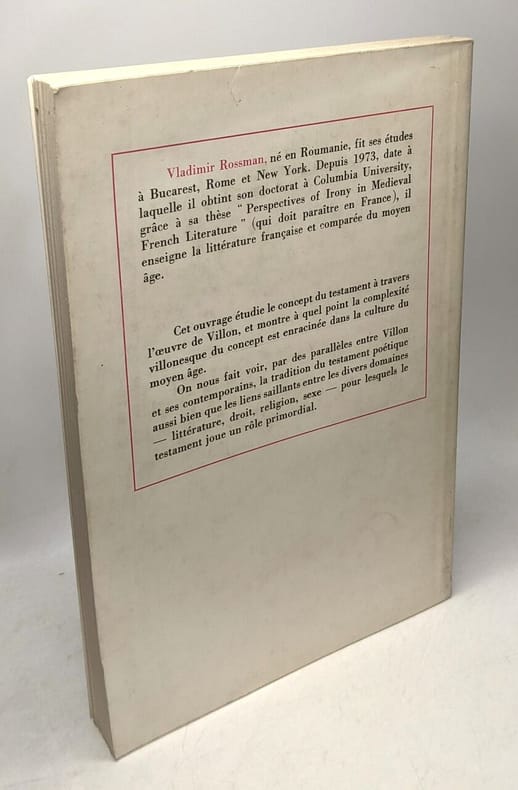 Vladimir Rossman, né en Roumanie, fit ses études
à Bucarest, Rome et New York. Depuis 1973, date à
laquelle il obtint son doctorat à Columbia University,
grâce à sa thèse " Perspectives of Irony in Medieval
French Literature " (qui doit paraître en France), il
enseigne la littérature française et comparée du moyen
âge.
Cet ouvrage étudie le concept du testament à travers
l'œuvre de Villon, et montre à quel point la complexité
villonesque du concept est enracinée dans la culture du
moyen âge.
On nous fait voir, par des parallèles entre Villon
et ses contemporains, la tradition du testament poétique
aussi bien que les liens saillants entre les divers domaines
— littérature, droit, religion, sexe — pour lesquels le
testament joue un rôle primordial.